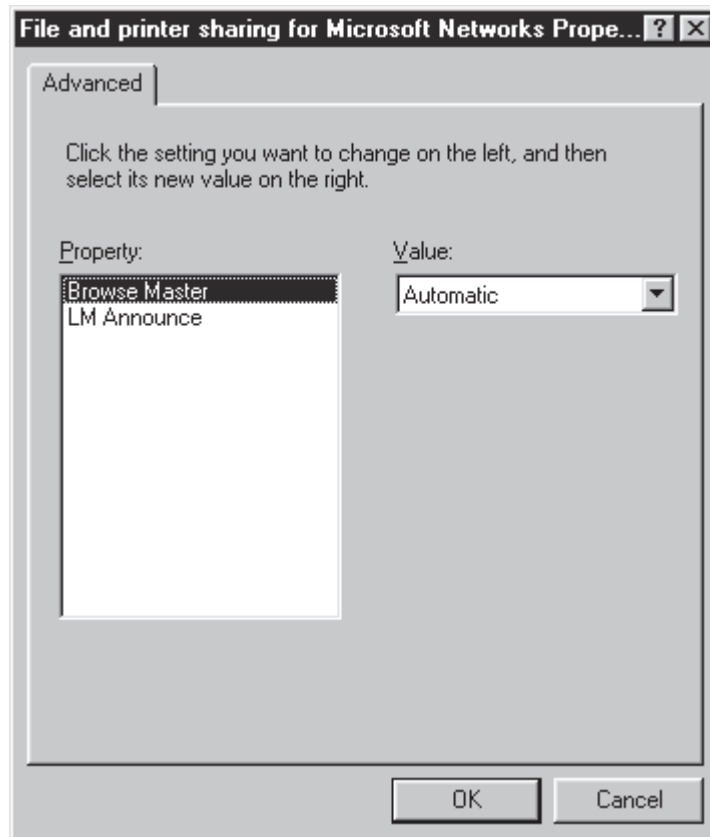 File and printer sharing for Microsoft Networks Prope...
Advanced
Click the setting you want to change on the left, and then
select its new value on the right.
Property:
Value:
Browse Master
Automatic
LM Announce
OK
Cancel